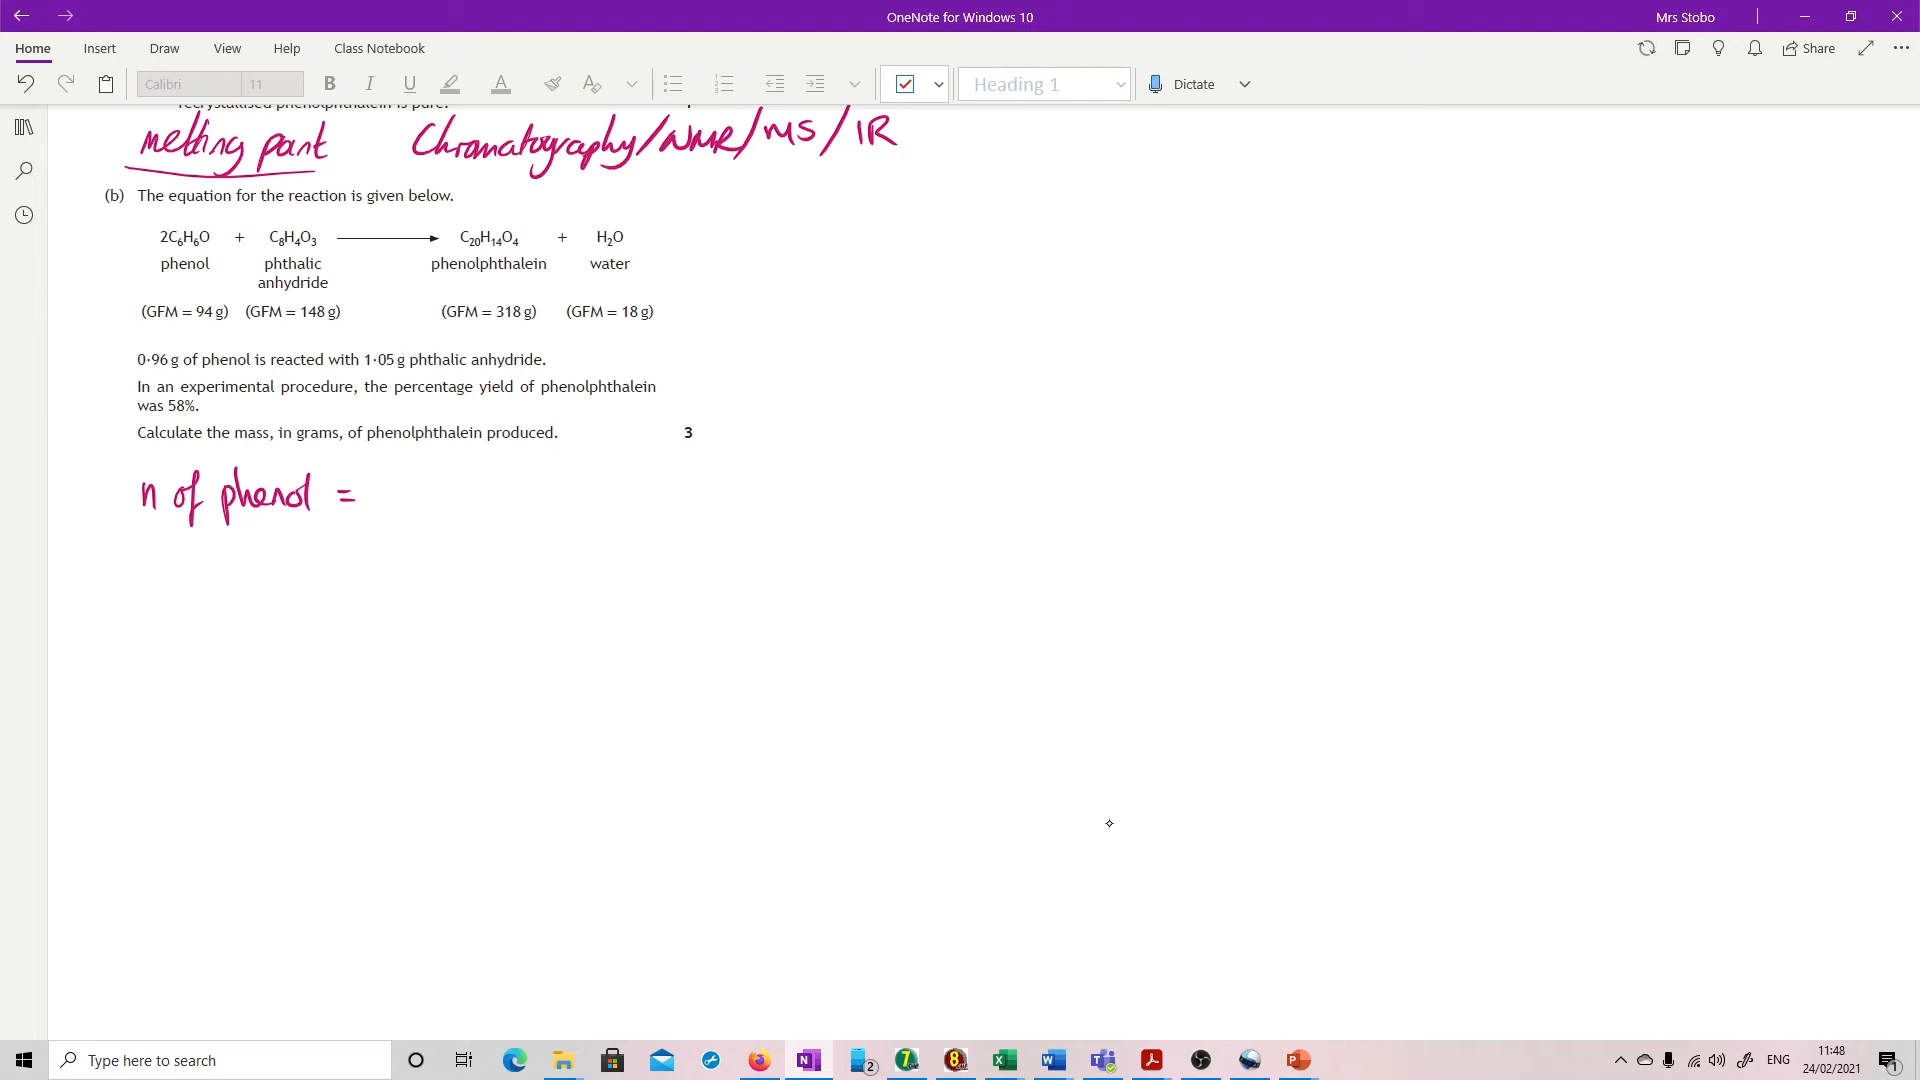 OneNote for Windows 10
Mrs Stobo
Home Insert Draw View Help Class Notebook
Share
Calibri 11 B I U A Heading 1 Dictate
recrystallised phenolphthalein is pure?
Melting point Chromatography/NMR/MS/IR
(b) The equation for the reaction is given below.
2C₆H₆O + C₈H₄O₃ ⟶ C₂₀H₁₄O₄ + H₂O
phenol phthalic phenolphthalein water
anhydride
(GFM = 94 g) (GFM = 148 g) (GFM = 318 g) (GFM = 18 g)
0·96 g of phenol is reacted with 1·05 g phthalic anhydride.
In an experimental procedure, the percentage yield of phenolphthalein
was 58%.
Calculate the mass, in grams, of phenolphthalein produced. 3
n of phenol =
Type here to search
ENG
11:48
24/02/2021